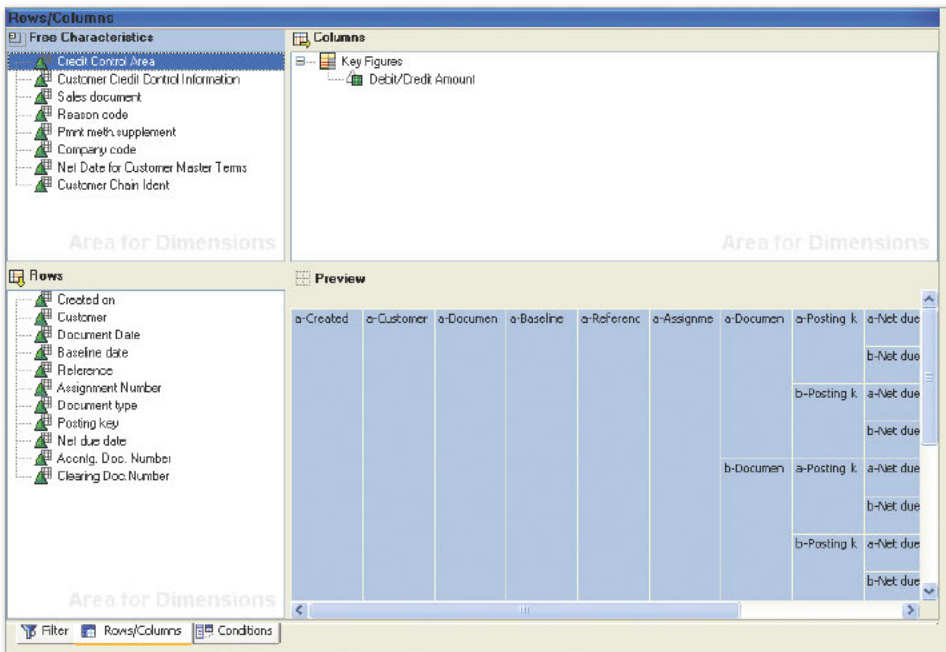 Rows/Columns
Free Characteristics
Credit Control Area
Customer Credit Control Information
Sales document
Reason code
Pmnt meth. supplement
Company code
Net Date for Customer Master Terms
Customer Chain Ident
Area for Dimensions
Columns
Key Figures
Debit/Credit Amount
Area for Dimensions
Rows
Created on
Customer
Document Date
Baseline date
Reference
Assignment Number
Document type
Posting key
Net due date
Accntg. Doc. Number
Clearing Doc. Number
Area for Dimensions
Preview
a-Created a-Customer a-Documen a-Baseline a-Referenc a-Assignme a-Documen a-Posting k a-Net due
b-Net due
b-Posting k a-Net due
b-Net due
b-Documen a-Posting k a-Net due
b-Net due
b-Posting k a-Net due
b-Net due
Filter Rows/Columns Conditions